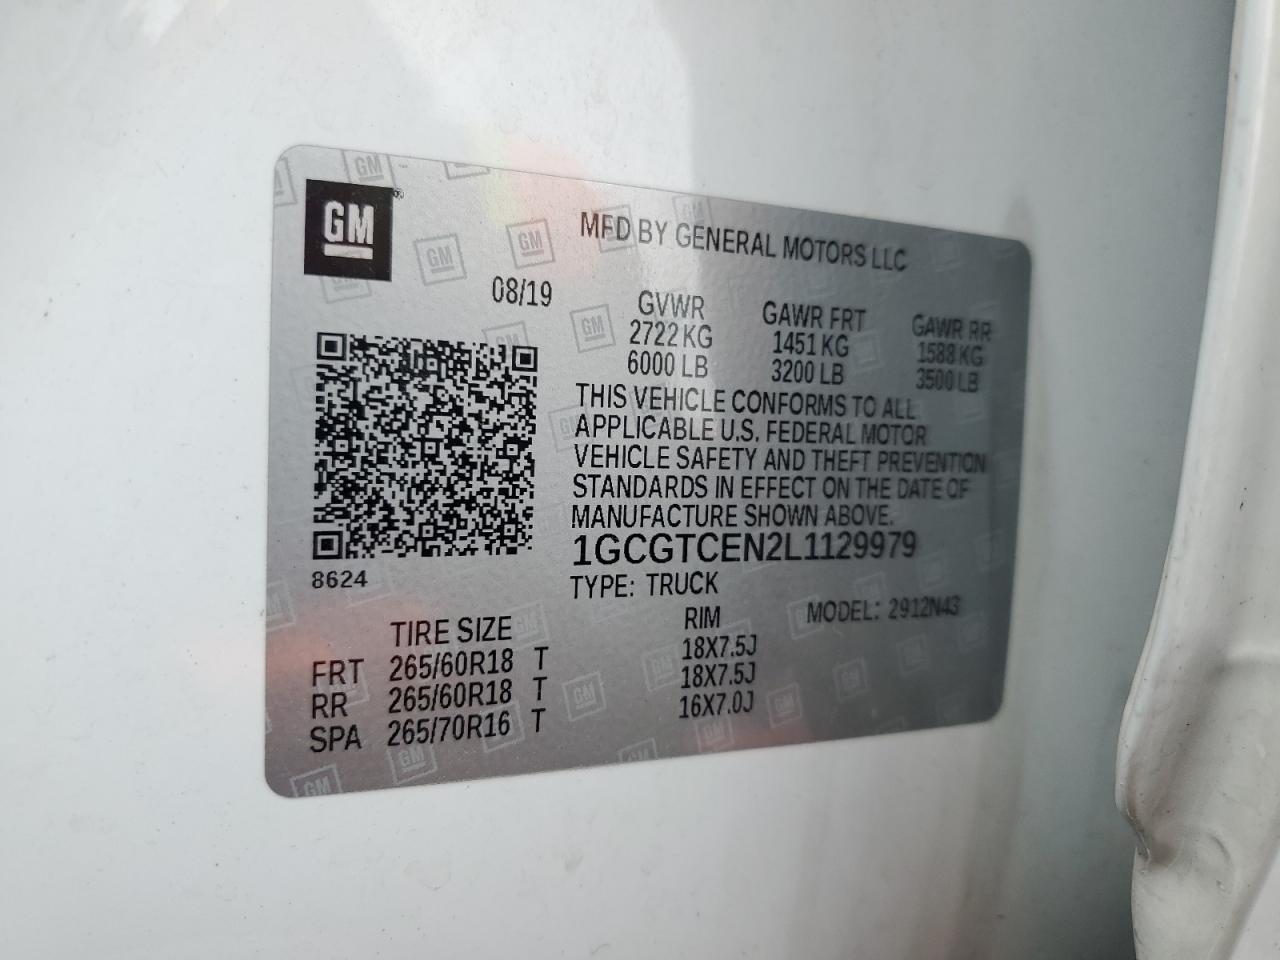 GM
MFD BY GENERAL MOTORS LLC
08/19
GVWR GAWR FRT GAWR RR
2722 KG 1451 KG 1588 KG
6000 LB 3200 LB 3500 LB
THIS VEHICLE CONFORMS TO ALL
APPLICABLE U.S. FEDERAL MOTOR
VEHICLE SAFETY AND THEFT PREVENTION
STANDARDS IN EFFECT ON THE DATE OF
MANUFACTURE SHOWN ABOVE.
1GCGTCEN2L1129979
8624
TYPE: TRUCK
MODEL: 2912N43
TIRE SIZE RIM
FRT 265/60R18 T 18X7.5J
RR 265/60R18 T 18X7.5J
SPA 265/70R16 T 16X7.0J